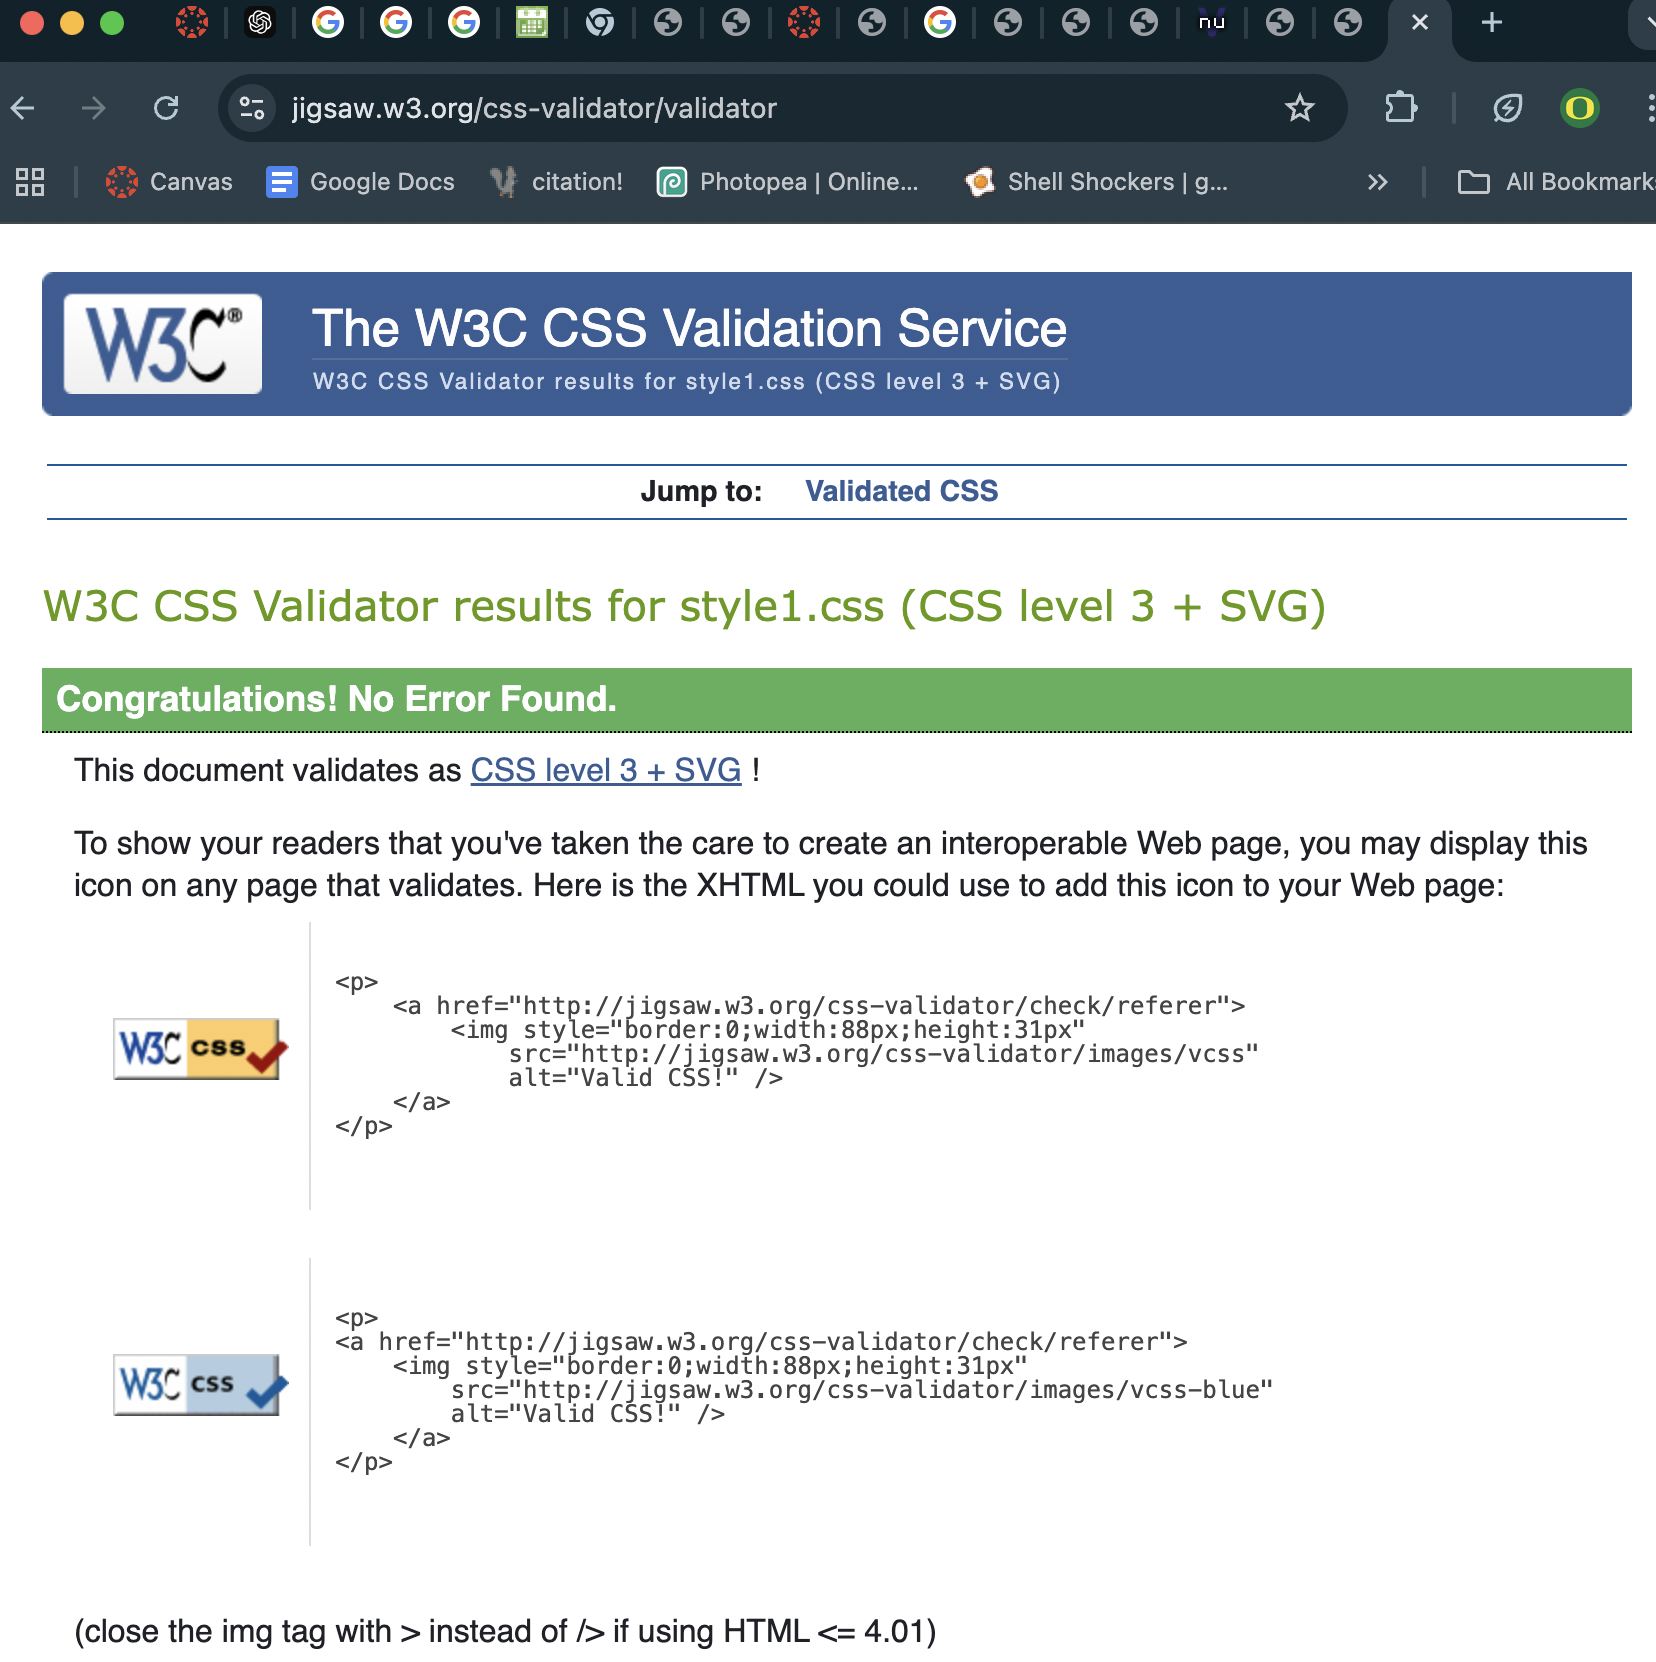 nu
jigsaw.w3.org/css-validator/validator
O
Canvas
Google Docs
citation!
Photopea | Online...
Shell Shockers | g...
All Bookmarks
W3C®
The W3C CSS Validation Service
W3C CSS Validator results for style1.css (CSS level 3 + SVG)
Jump to: Validated CSS
W3C CSS Validator results for style1.css (CSS level 3 + SVG)
Congratulations! No Error Found.
This document validates as CSS level 3 + SVG !
To show your readers that you've taken the care to create an interoperable Web page, you may display this
icon on any page that validates. Here is the XHTML you could use to add this icon to your Web page:
W3C css
<p>
<a href="http://jigsaw.w3.org/css-validator/check/referer">
<img style="border:0;width:88px;height:31px"
src="http://jigsaw.w3.org/css-validator/images/vcss"
alt="Valid CSS!" />
</a>
</p>
W3C css
<p>
<a href="http://jigsaw.w3.org/css-validator/check/referer">
<img style="border:0;width:88px;height:31px"
src="http://jigsaw.w3.org/css-validator/images/vcss-blue"
alt="Valid CSS!" />
</a>
</p>
(close the img tag with > instead of /> if using HTML <= 4.01)